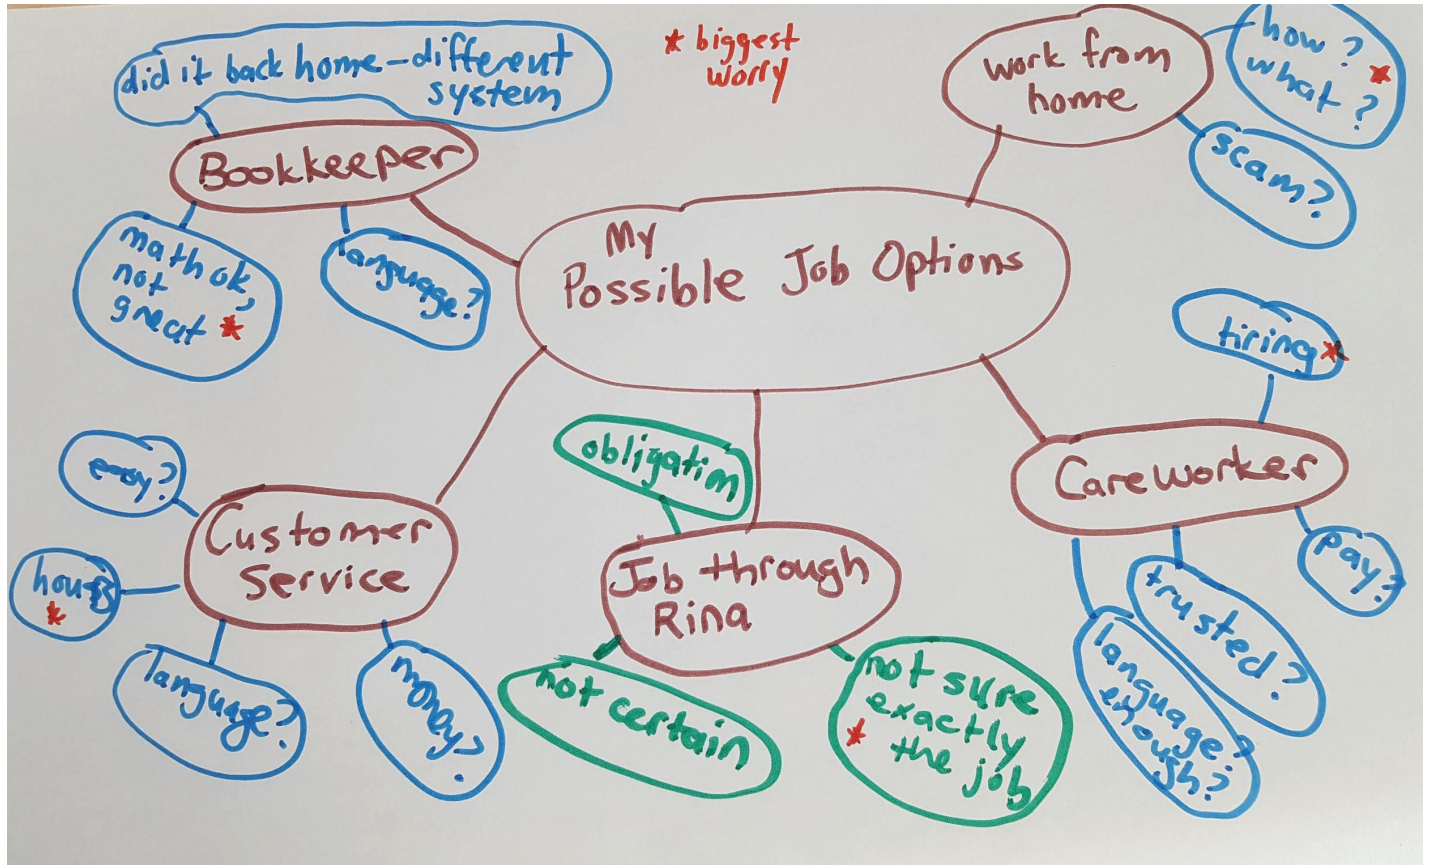 did it back home - different
system
* biggest
worry
work from
home
how?
what? *
scam?
Bookkeeper
math ok,
not
great *
language?
My
Possible Job Options
tiring *
Careworker
pay?
trusted?
language?
enough?
obligation
Job through
Rina
not certain
not sure
exactly
* the job
easy?
Customer
Service
hours
*
language?
money?